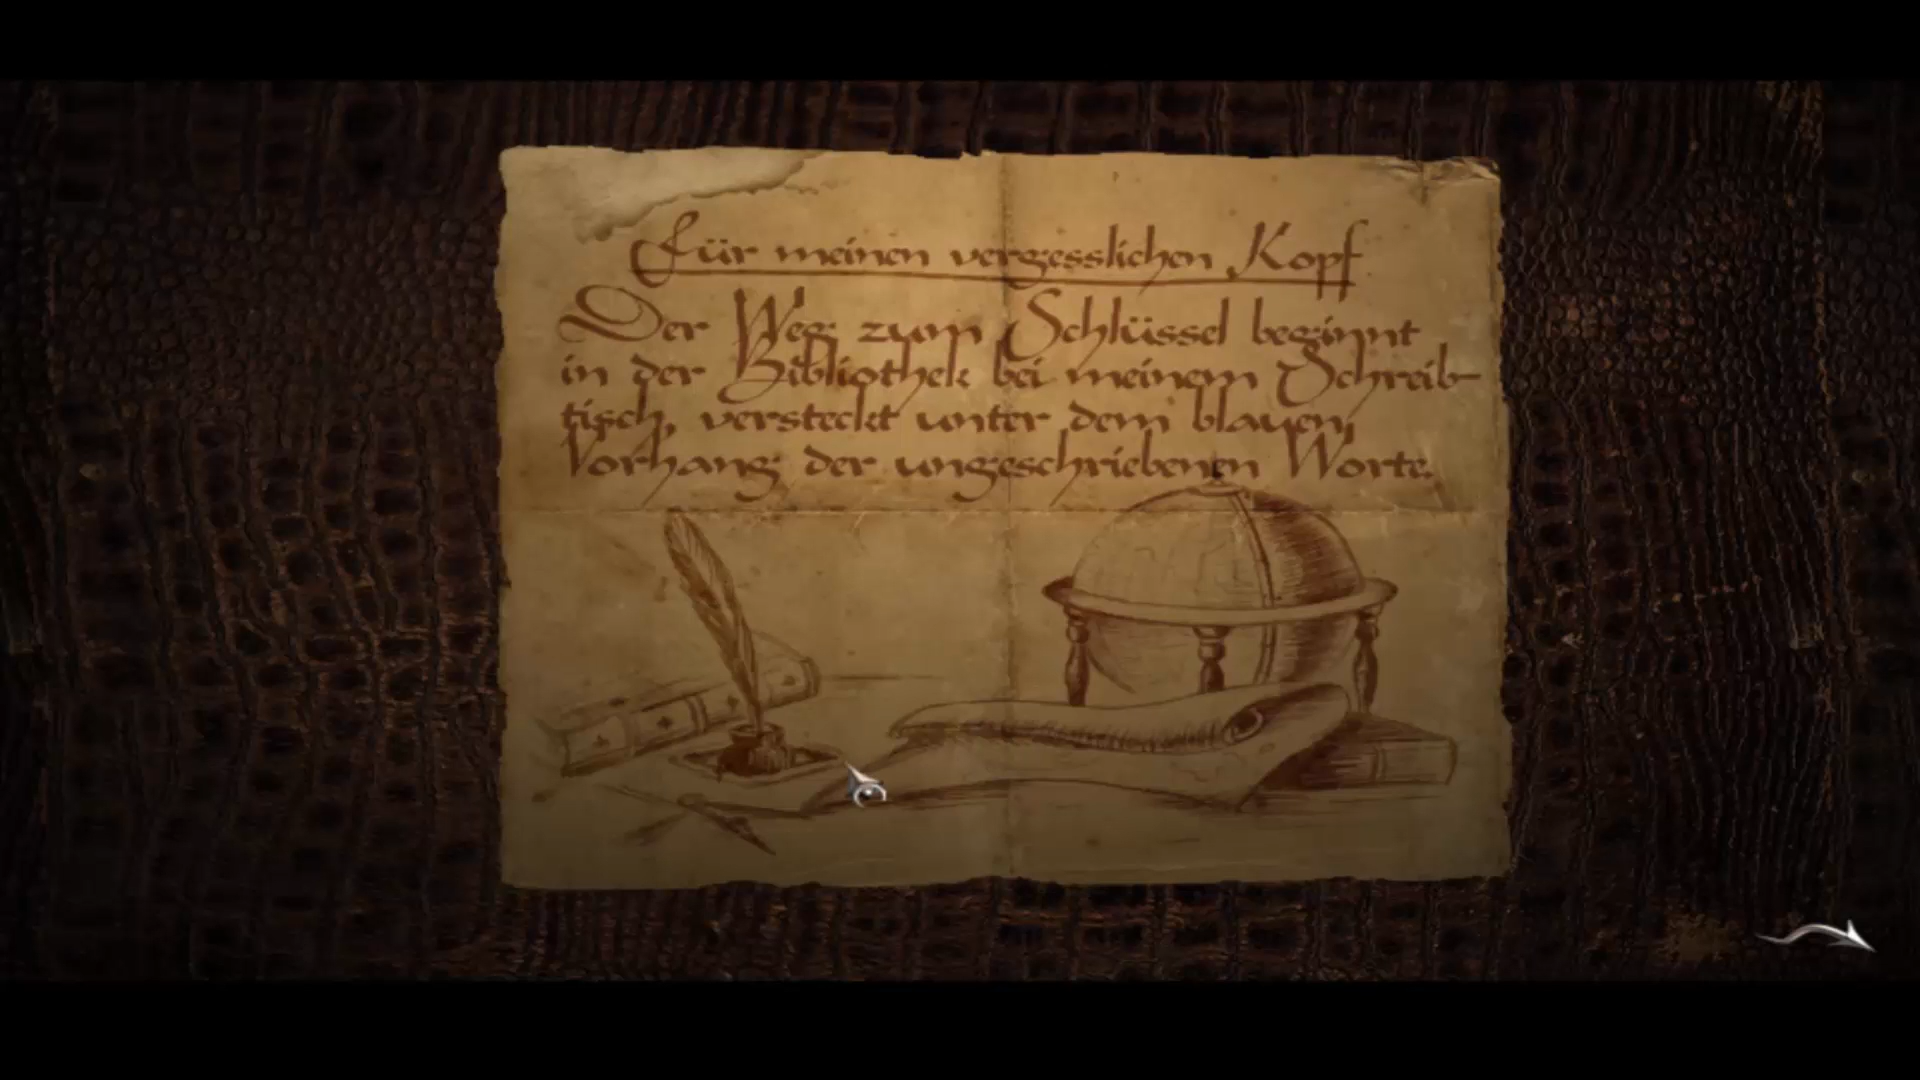 Für meinen vergesslichen Kopf
Der Weg zum Schlüssel beginnt
in der Bibliothek bei meinem Schreib-
tisch, versteckt unter dem blauen
Vorhang der ungeschriebenen Worte.